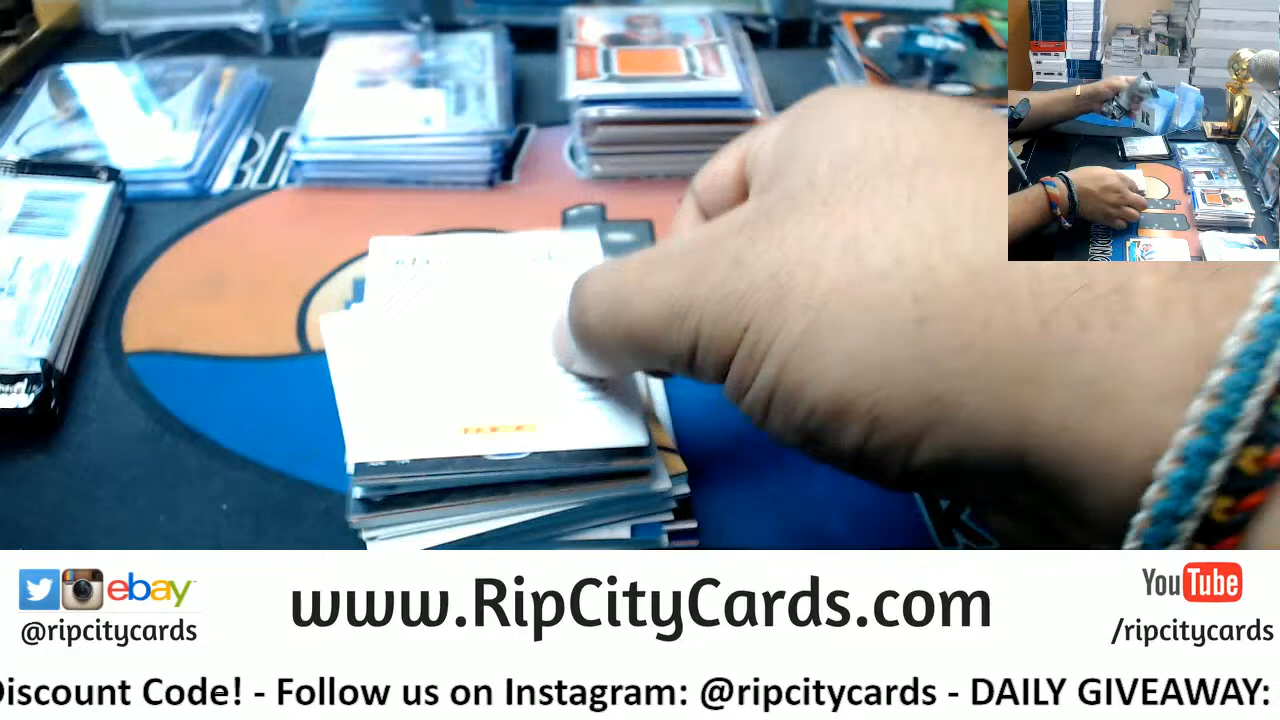 ebay
@ripcitycards
www.RipCityCards.com
YouTube
/ripcitycards
Discount Code! - Follow us on Instagram: @ripcitycards - DAILY GIVEAWAY: